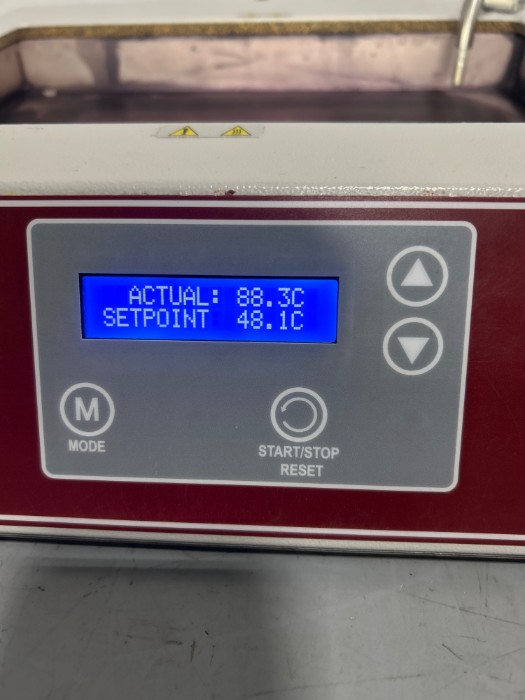 ACTUAL: 88.3C
SETPOINT 48.1C
M
MODE
START/STOP
RESET